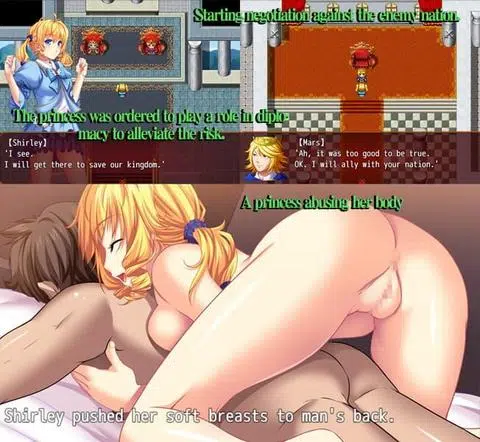 Starting negotiation against the enemy nation.
The princess was ordered to play a role in diplo-
macy to alleviate the risk.
【Shirley】
'I see.
I will get there to save our kingdom.'
【Mars】
'Ah, it was too good to be true.
OK. I will ally with your nation.'
A princess abusing her body
Shirley pushed her soft breasts to man's back.